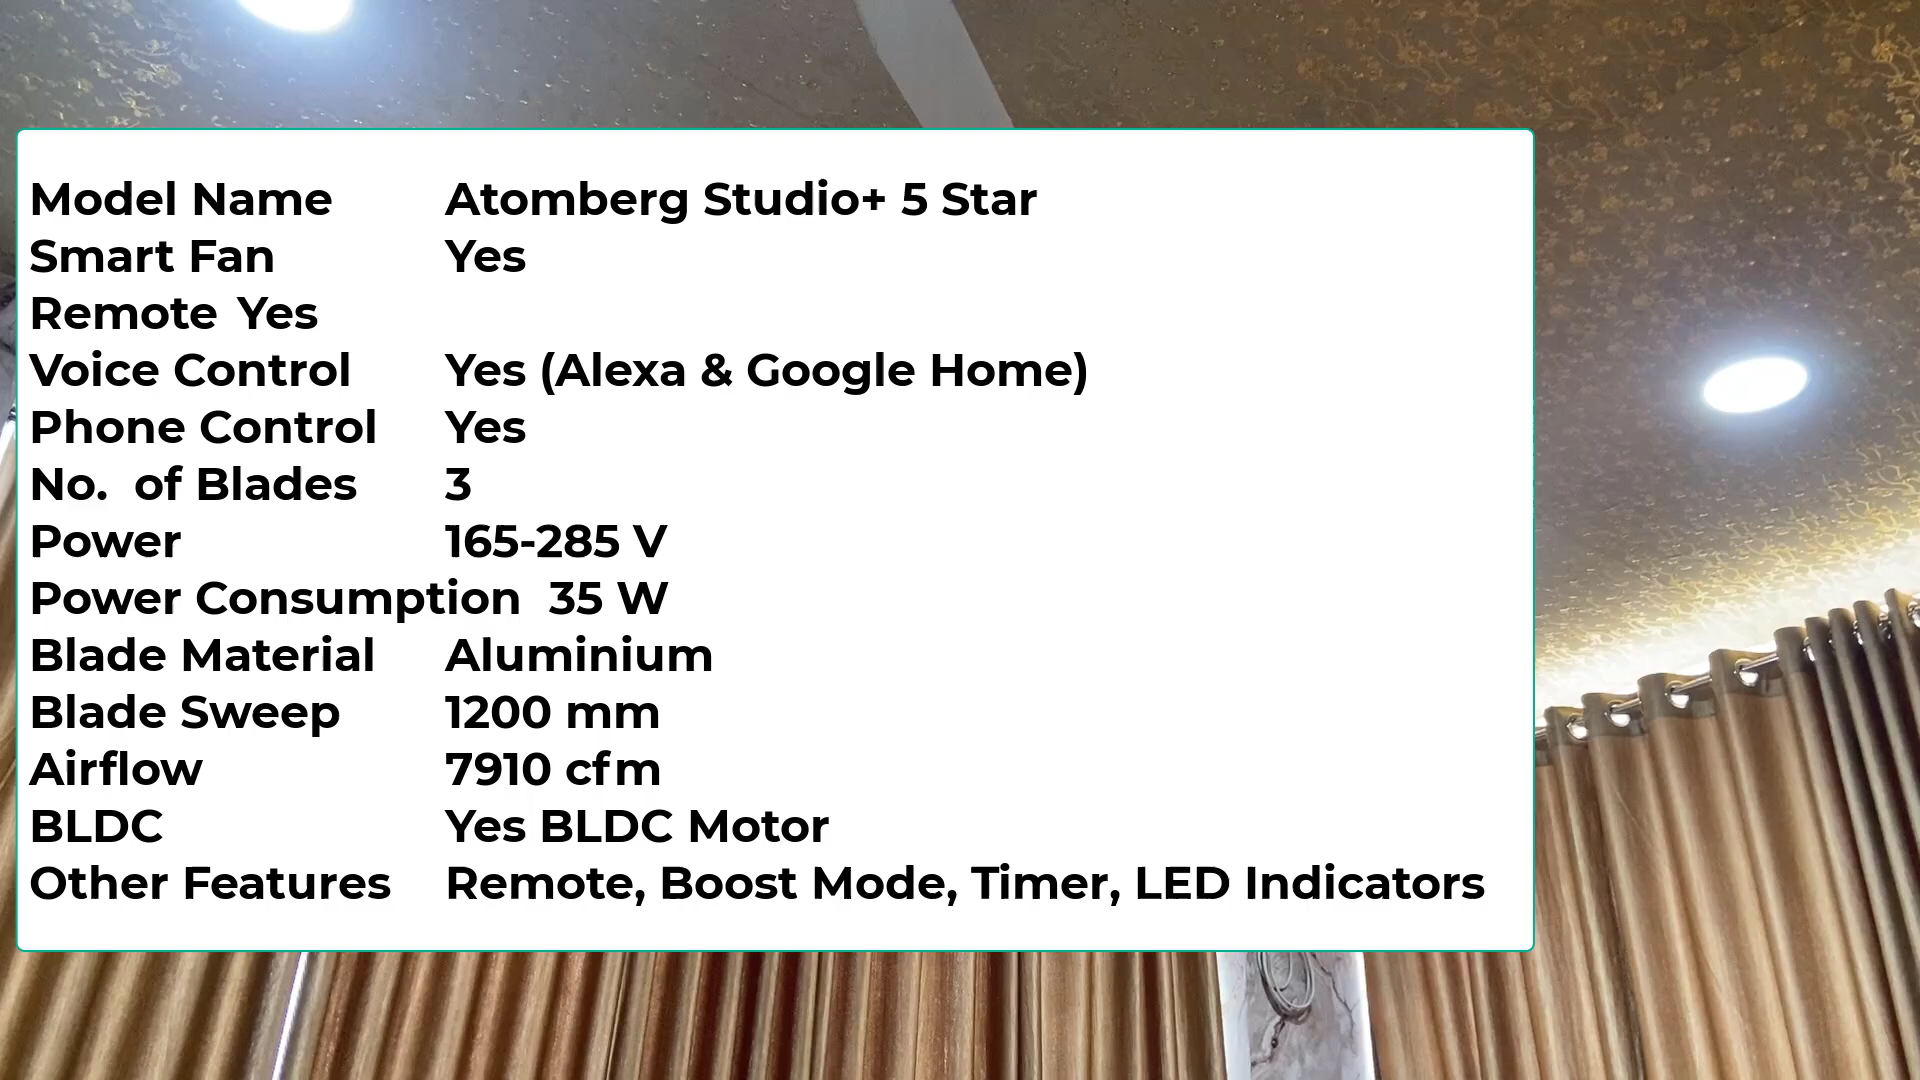 Model Name Atomberg Studio+ 5 Star
Smart Fan Yes
Remote Yes
Voice Control Yes (Alexa & Google Home)
Phone Control Yes
No. of Blades 3
Power 165-285 V
Power Consumption 35 W
Blade Material Aluminium
Blade Sweep 1200 mm
Airflow 7910 cfm
BLDC Yes BLDC Motor
Other Features Remote, Boost Mode, Timer, LED Indicators